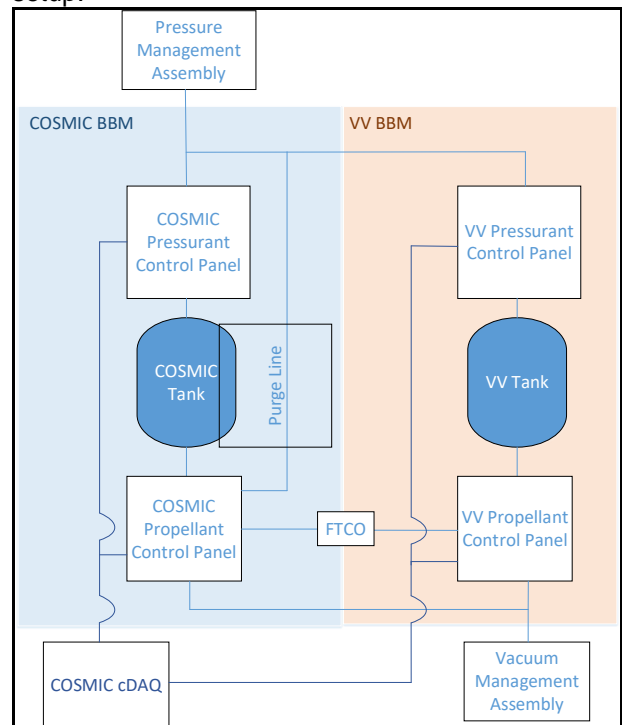 setup.
Pressure
Management
Assembly
COSMIC BBM
VV BBM
COSMIC
Pressurant
Control Panel
VV Pressurant
Control Panel
COSMIC
Tank
Purge Line
VV Tank
COSMIC
Propellant
Control Panel
FTCO
VV Propellant
Control Panel
COSMIC cDAQ
Vacuum
Management
Assembly